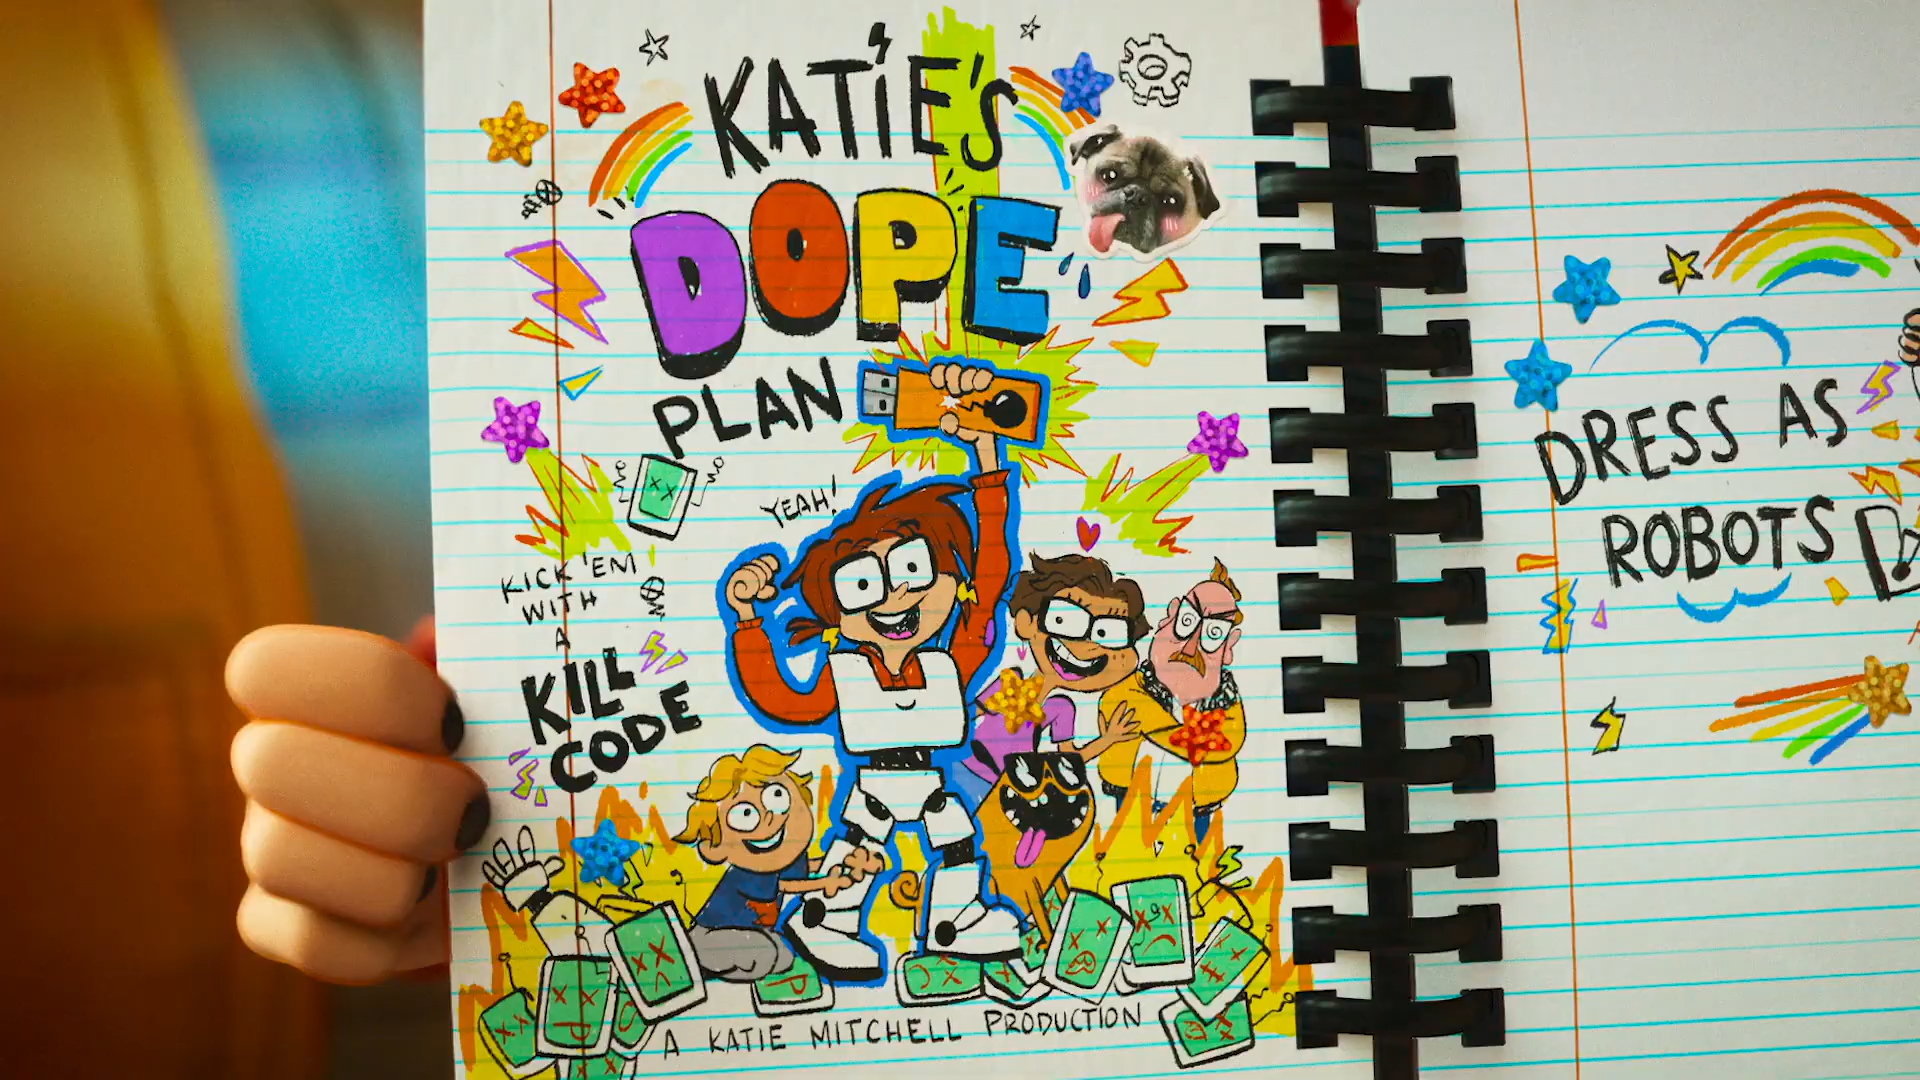 KATIE'S
DOPE
PLAN
YEAH!
KICK 'EM
WITH
A
KILL
CODE
A KATIE MITCHELL PRODUCTION
DRESS AS
ROBOTS